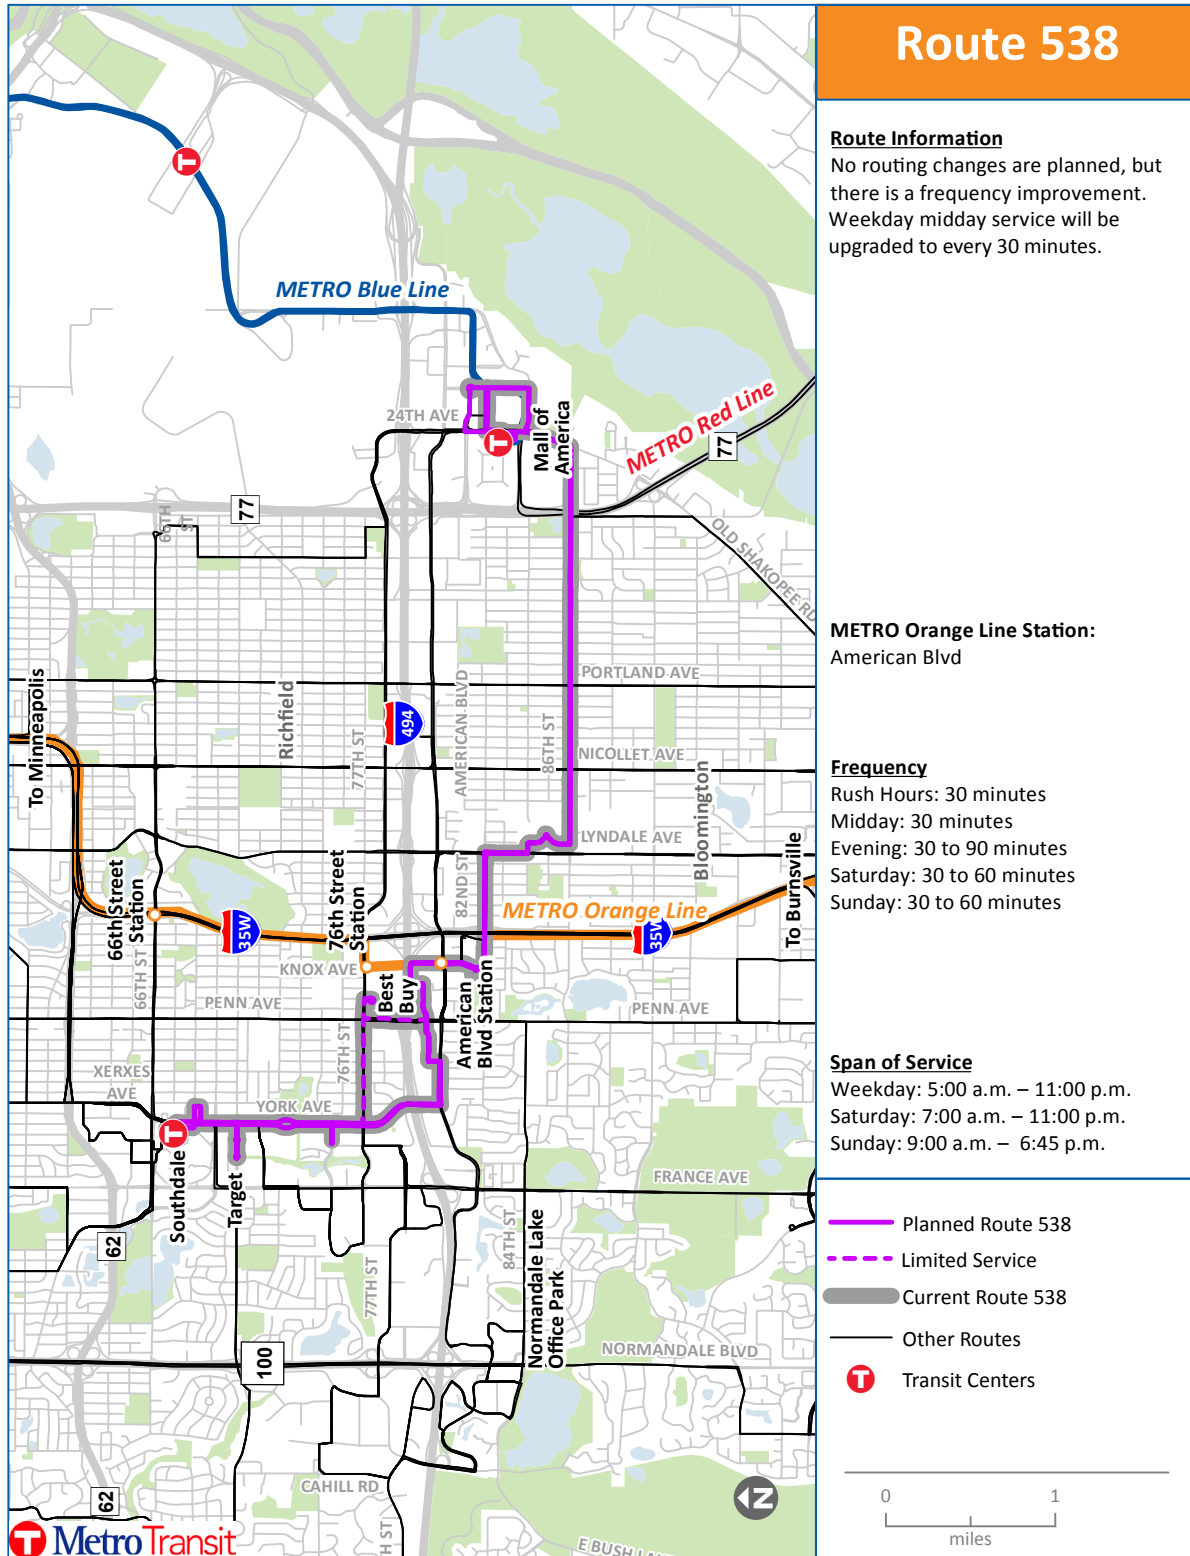 Route 538
Route Information
No routing changes are planned, but
there is a frequency improvement.
Weekday midday service will be
upgraded to every 30 minutes.
METRO Orange Line Station:
American Blvd
Frequency
Rush Hours: 30 minutes
Midday: 30 minutes
Evening: 30 to 90 minutes
Saturday: 30 to 60 minutes
Sunday: 30 to 60 minutes
Span of Service
Weekday: 5:00 a.m. – 11:00 p.m.
Saturday: 7:00 a.m. – 11:00 p.m.
Sunday: 9:00 a.m. – 6:45 p.m.
Planned Route 538
Limited Service
Current Route 538
Other Routes
T
Transit Centers
0
1
miles
T
METRO Blue Line
24TH AVE
T
Mall of
America
METRO Red Line
77
77
66TH
ST
OLD SHAKOPEE RD
PORTLAND AVE
To Minneapolis
Richfield
77TH ST
494
AMERICAN BLVD
86TH ST
NICOLLET AVE
Bloomington
LYNDALE AVE
82ND ST
66th Street
Station
35W
76th Street
Station
METRO Orange Line
35W
To Burnsville
66TH ST
KNOX AVE
PENN AVE
Best
Buy
American
Blvd Station
PENN AVE
XERXES
AVE
76TH ST
YORK AVE
T
Southdale
Target
FRANCE AVE
62
77TH ST
84TH ST
Normandale Lake
Office Park
100
NORMANDALE BLVD
CAHILL RD
62
TH ST
N
E BUSH LA
T MetroTransit